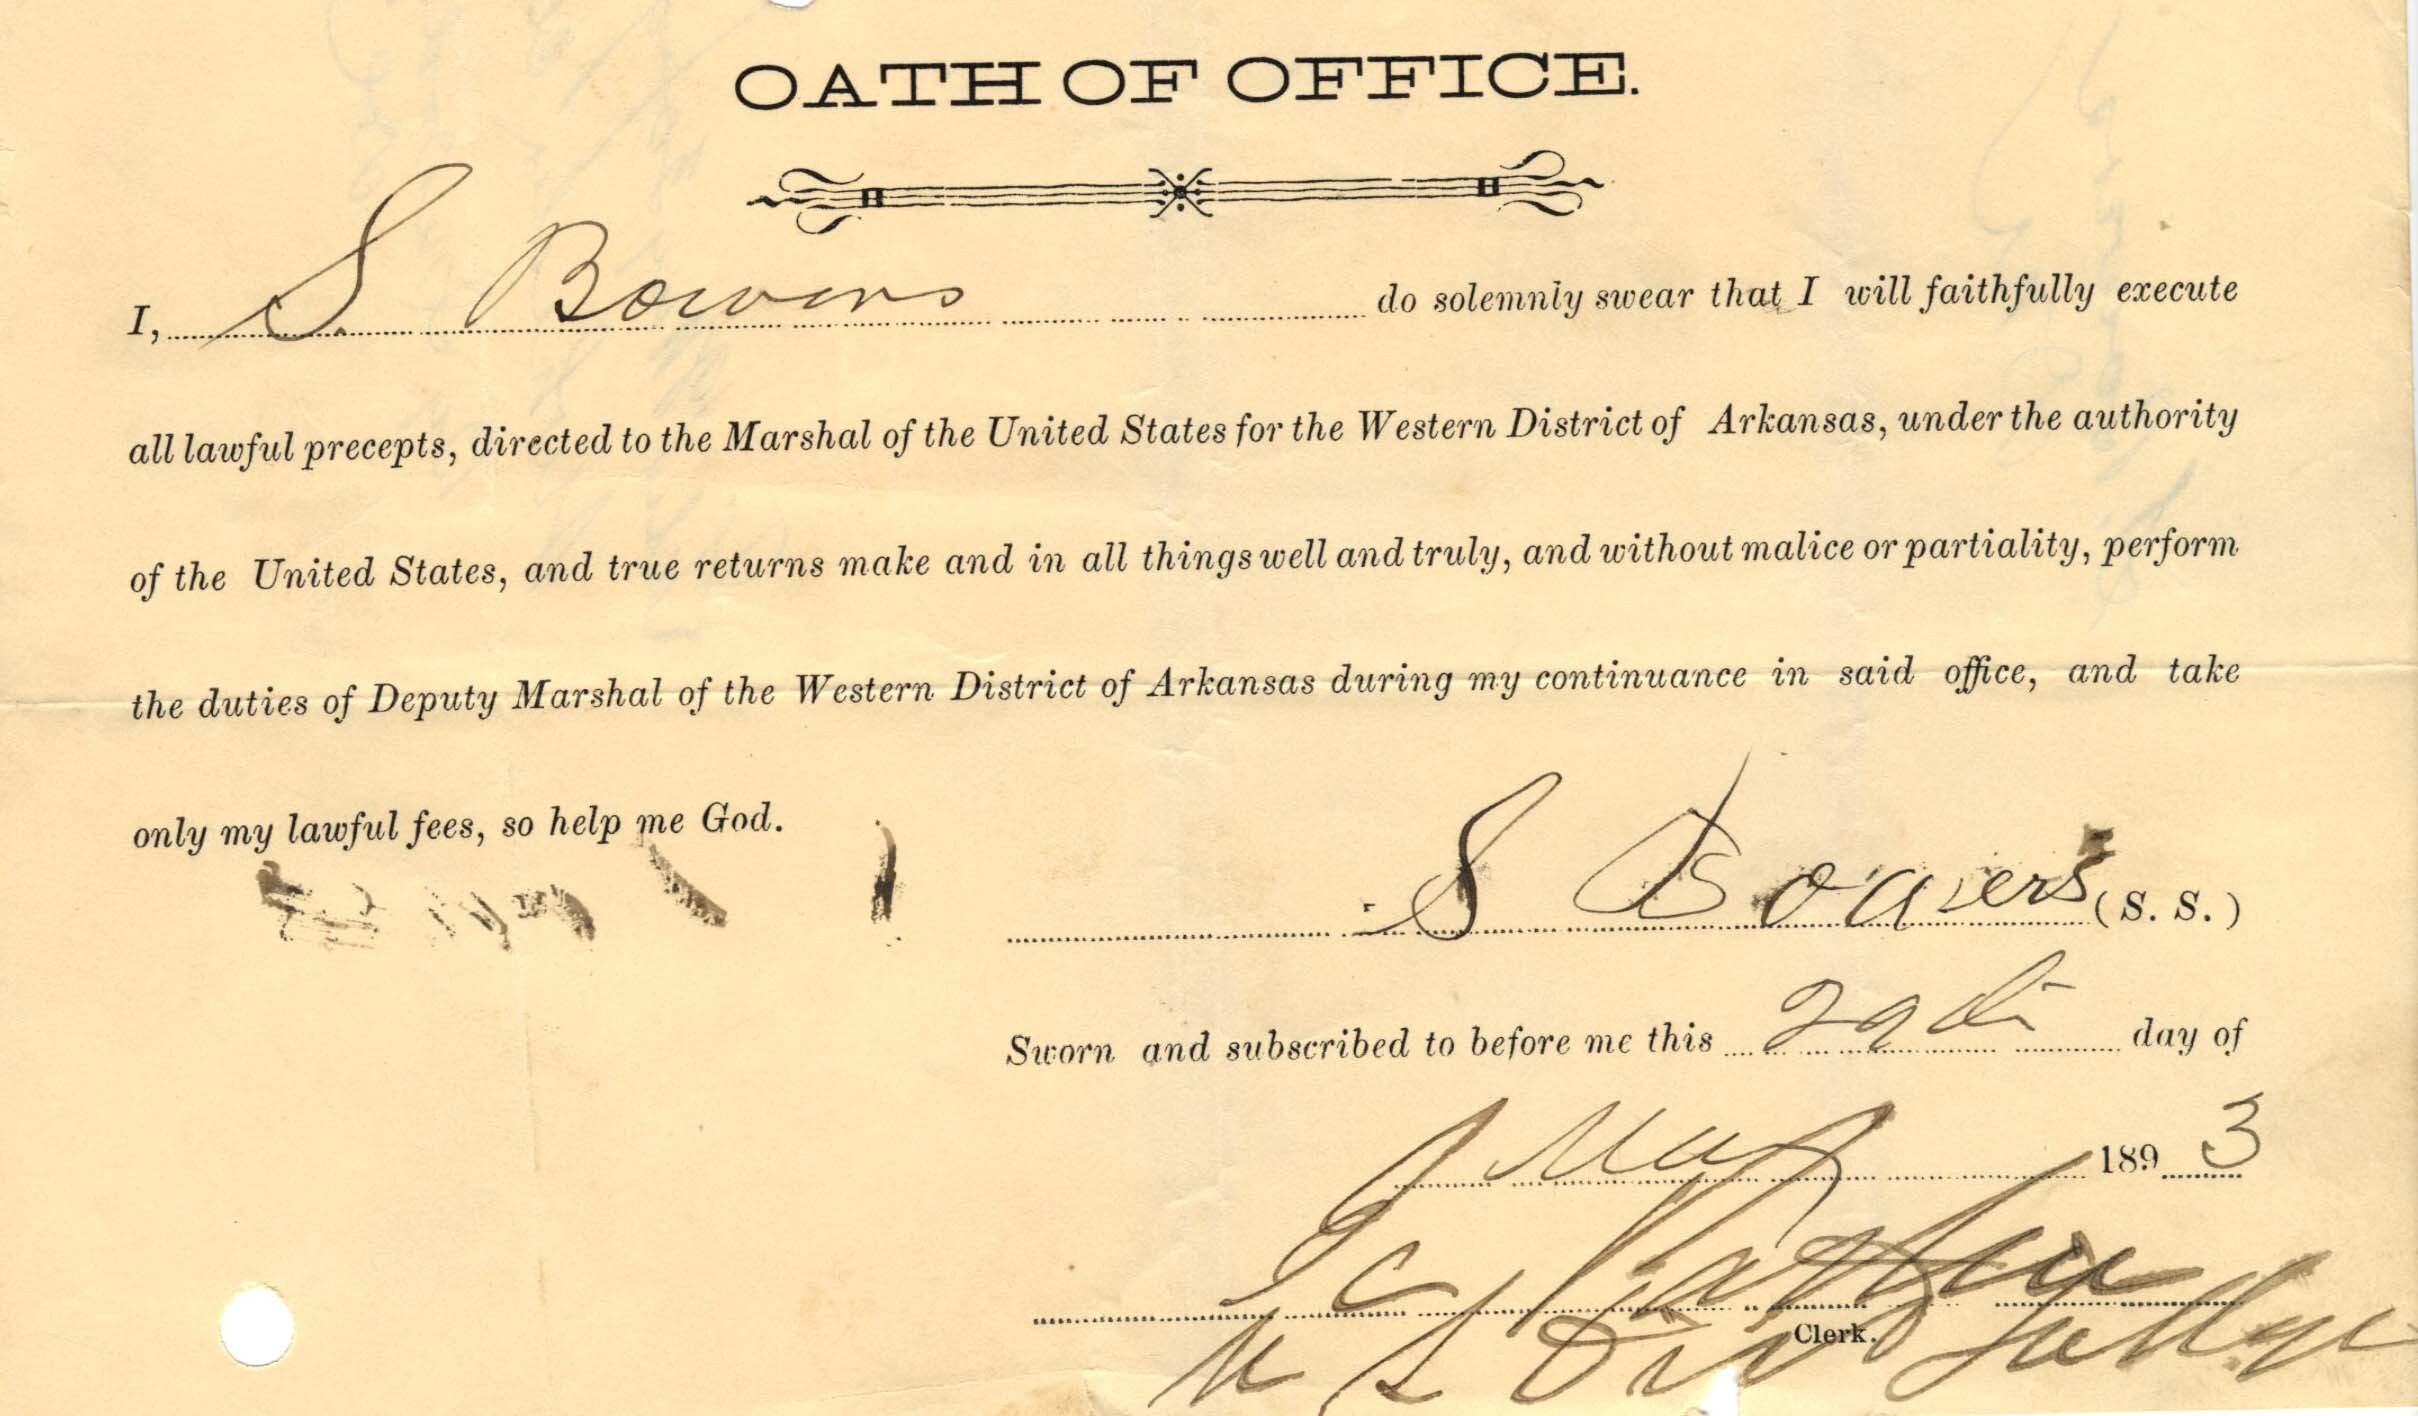 OATH OF OFFICE.
I, S. Bowers do solemnly swear that I will faithfully execute
all lawful precepts, directed to the Marshal of the United States for the Western District of Arkansas, under the authority
of the United States, and true returns make and in all things well and truly, and without malice or partiality, perform
the duties of Deputy Marshal of the Western District of Arkansas during my continuance in said office, and take
only my lawful fees, so help me God.
S Bowers (S. S.)
Sworn and subscribed to before me this 29th day of
May 1893
I C Parker
Clerk.
U S Dis Judge